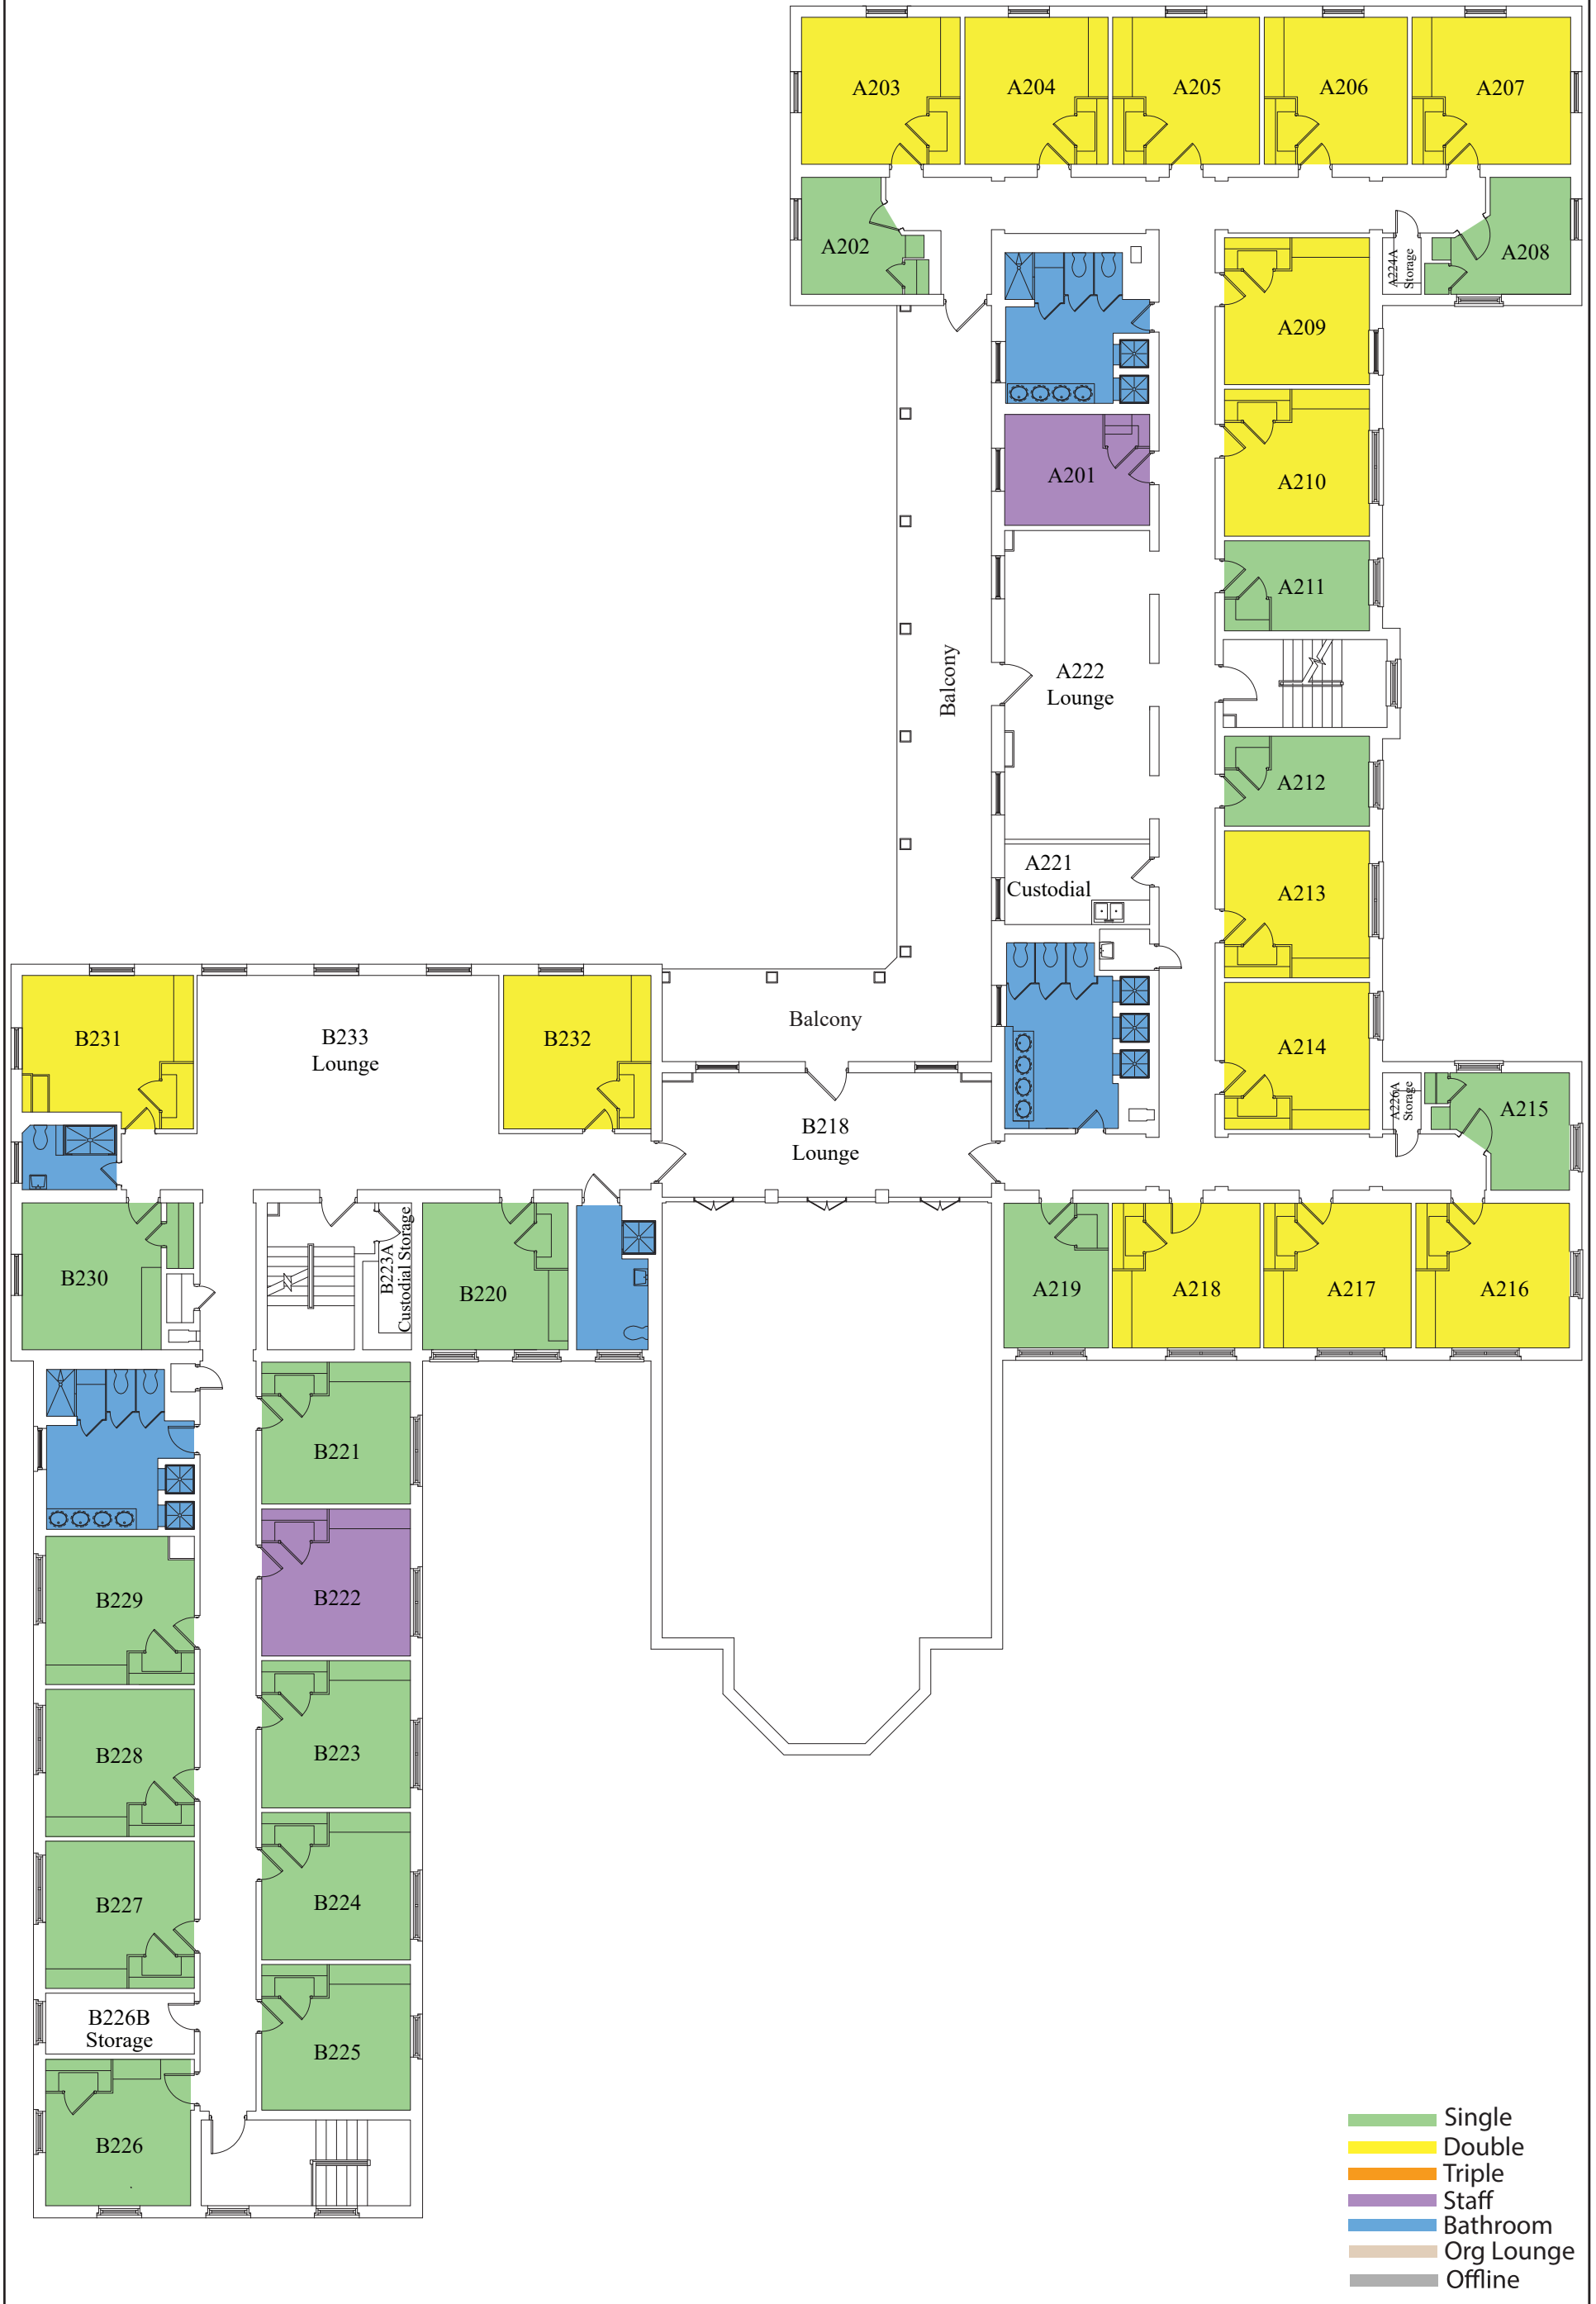 A203
A204
A205
A206
A207
A202
A224A
Storage
A208
A209
A201
A210
A211
Balcony
A222
Lounge
A212
A221
Custodial
A213
B231
B233
Lounge
B232
Balcony
A214
B218
Lounge
A226A
Storage
A215
B230
B223A
Custodial Storage
B220
A219
A218
A217
A216
B221
B229
B222
B228
B223
B227
B224
B226B
Storage
B225
B226
Single
Double
Triple
Staff
Bathroom
Org Lounge
Offline